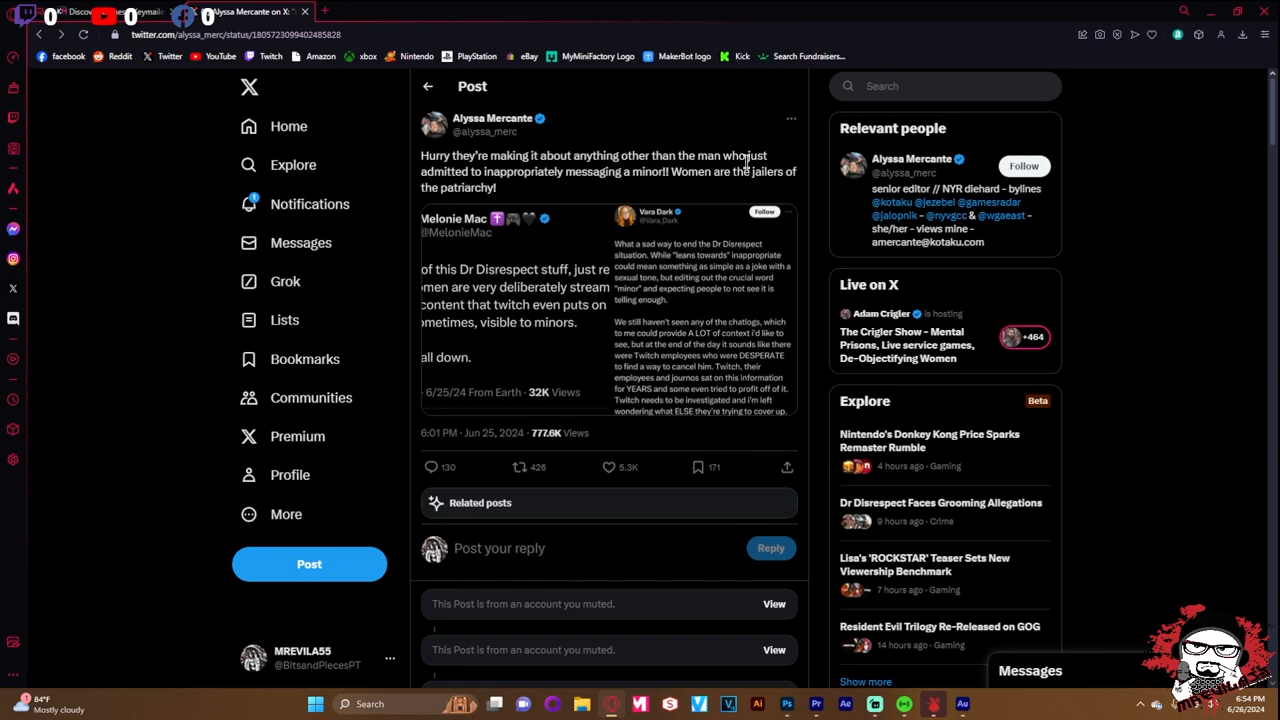 0 0 0
Discov
Keymaile
Alyssa Mercante on X: "
twitter.com/alyssa_merc/status/1805723099402485828
facebook Reddit Twitter YouTube Twitch Amazon xbox Nintendo PlayStation eBay MyMiniFactory Logo MakerBot logo Kick Search Fundraisers...
Home
Explore
1
Notifications
Messages
Grok
Lists
Bookmarks
Communities
Premium
Profile
More
Post
MREVILA55
@BitsandPIecesPT
Post
Alyssa Mercante
@alyssa_merc
Hurry they're making it about anything other than the man who just
admitted to inappropriately messaging a minor!! Women are the jailers of
the patriarchy!
Melonie Mac
@MelonieMac
of this Dr Disrespect stuff, just re
omen are very deliberately stream
content that twitch even puts on
ometimes, visible to minors.
all down.
6/25/24 From Earth · 32K Views
Vara Dark
@Vara_Dark
Follow
What a sad way to end the Dr Disrespect
situation. While "leans towards" inappropriate
could mean something as simple as a joke with a
sexual tone, but editing out the crucial word
"minor" and expecting people to not see it is
telling enough.
We still haven't seen any of the chatlogs, which
to me could provide A LOT of context i'd like to
see, but at the end of the day it sounds like there
were Twitch employees who were DESPERATE
to find a way to cancel him. Twitch, their
employees and journos sat on this information
for YEARS and some even tried to profit off of it.
Twitch needs to be investigated and i'm left
wondering what ELSE they're trying to cover up.
6:01 PM · Jun 25, 2024 · 777.6K Views
130 426 5.3K 171
Related posts
Post your reply
Reply
This Post is from an account you muted. View
This Post is from an account you muted. View
Search
Relevant people
Alyssa Mercante
@alyssa_merc
Follow
senior editor // NYR diehard - bylines
@kotaku @jezebel @gamesradar
@jalopnik - @nyvgcc & @wgaeast -
she/her - views mine -
amercante@kotaku.com
Live on X
Adam Crigler is hosting
The Crigler Show - Mental
Prisons, Live service games,
De-Objectifying Women
+464
Explore
Beta
Nintendo's Donkey Kong Price Sparks
Remaster Rumble
4 hours ago · Gaming
Dr Disrespect Faces Grooming Allegations
9 hours ago · Crime
Lisa's 'ROCKSTAR' Teaser Sets New
Viewership Benchmark
7 hours ago · Gaming
Resident Evil Trilogy Re-Released on GOG
14 hours ago · Gaming
Show more
Messages
1
84°F
Mostly cloudy
Search
6:54 PM
6/26/2024